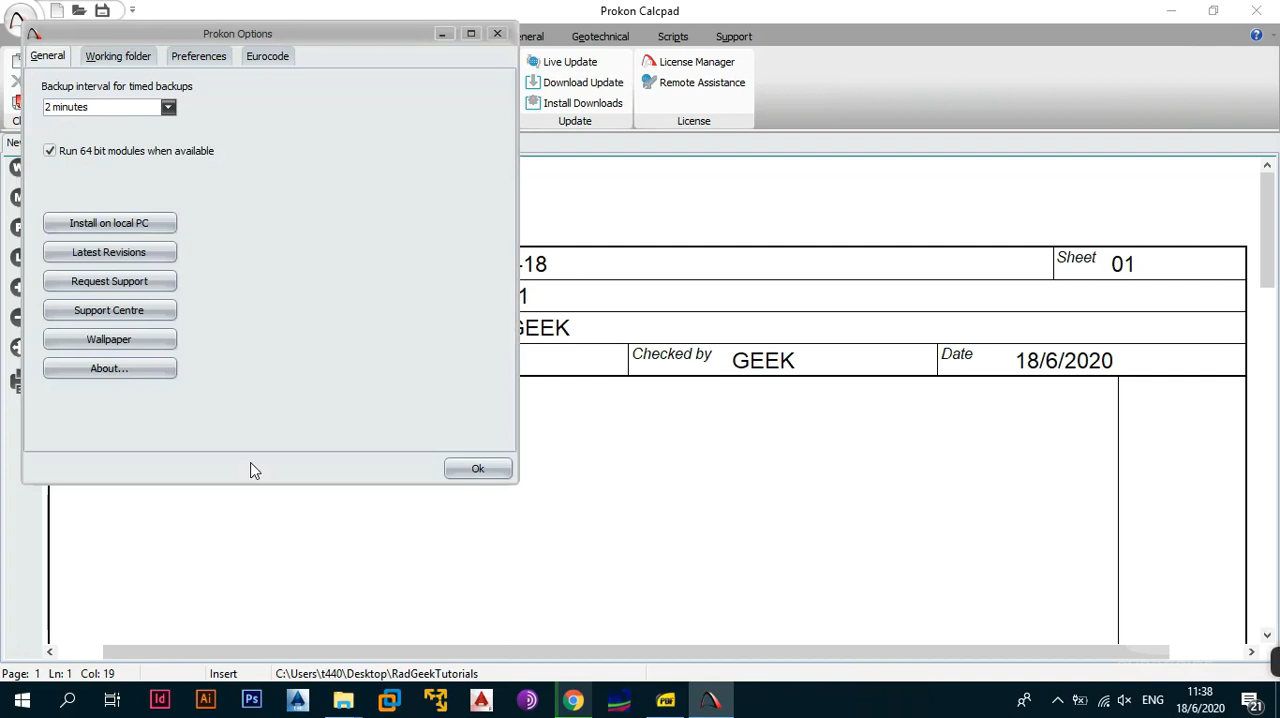 Prokon Calcpad
Prokon Options
General
Working folder
Preferences
Eurocode
Backup interval for timed backups
2 minutes
Run 64 bit modules when available
Install on local PC
Latest Revisions
Request Support
Support Centre
Wallpaper
About...
Ok
neral
Geotechnical
Scripts
Support
Live Update
Download Update
Install Downloads
Update
License Manager
Remote Assistance
License
-18
Sheet 01
1
GEEK
Checked by GEEK
Date 18/6/2020
Page: 1 Ln: 1 Col: 19
Insert
C:\Users\t440\Desktop\RadGeekTutorials
Id
Ai
Ps
ENG
11:38
18/6/2020
21